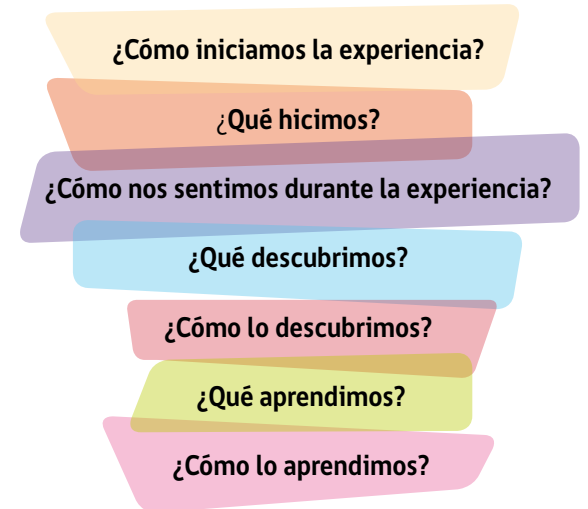 ¿Cómo iniciamos la experiencia?
¿Qué hicimos?
¿Cómo nos sentimos durante la experiencia?
¿Qué descubrimos?
¿Cómo lo descubrimos?
¿Qué aprendimos?
¿Cómo lo aprendimos?